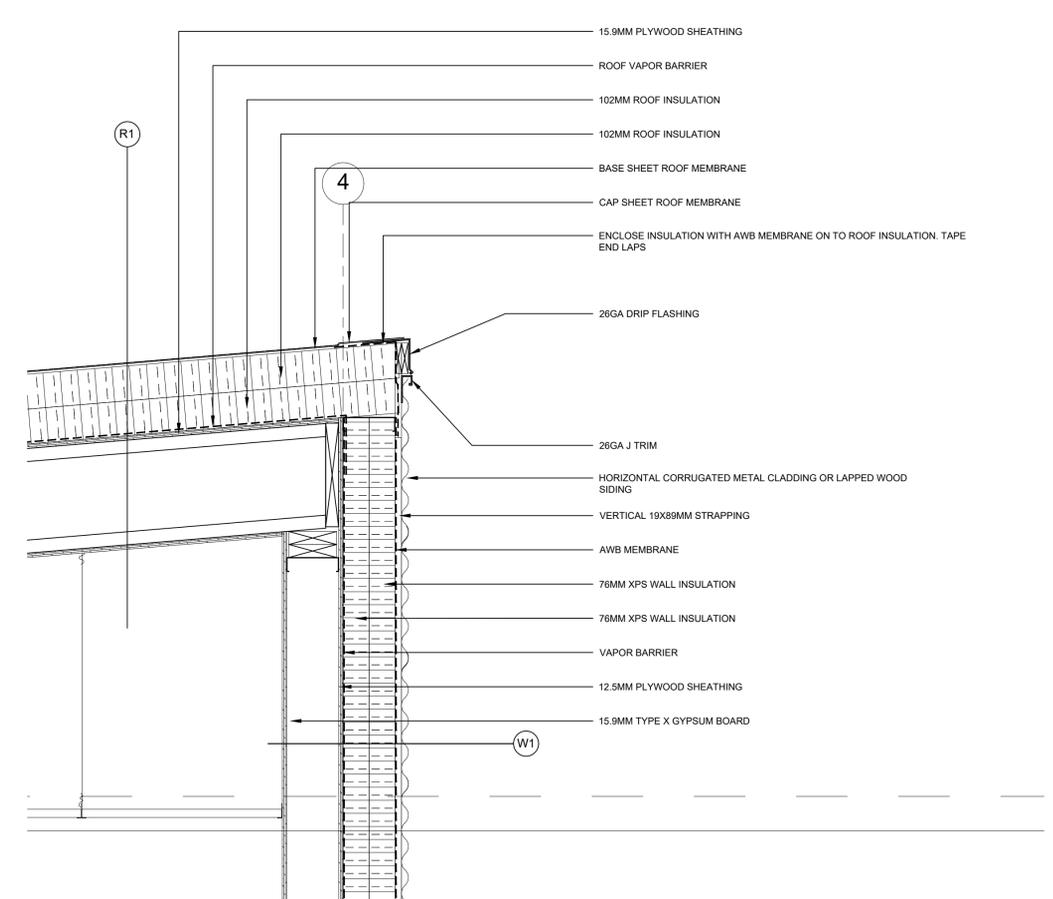 15.9MM PLYWOOD SHEATHING
ROOF VAPOR BARRIER
102MM ROOF INSULATION
R1
102MM ROOF INSULATION
BASE SHEET ROOF MEMBRANE
4
CAP SHEET ROOF MEMBRANE
ENCLOSE INSULATION WITH AWB MEMBRANE ON TO ROOF INSULATION. TAPE
END LAPS
26GA DRIP FLASHING
26GA J TRIM
HORIZONTAL CORRUGATED METAL CLADDING OR LAPPED WOOD
SIDING
VERTICAL 19X89MM STRAPPING
AWB MEMBRANE
76MM XPS WALL INSULATION
76MM XPS WALL INSULATION
VAPOR BARRIER
12.5MM PLYWOOD SHEATHING
15.9MM TYPE X GYPSUM BOARD
W1